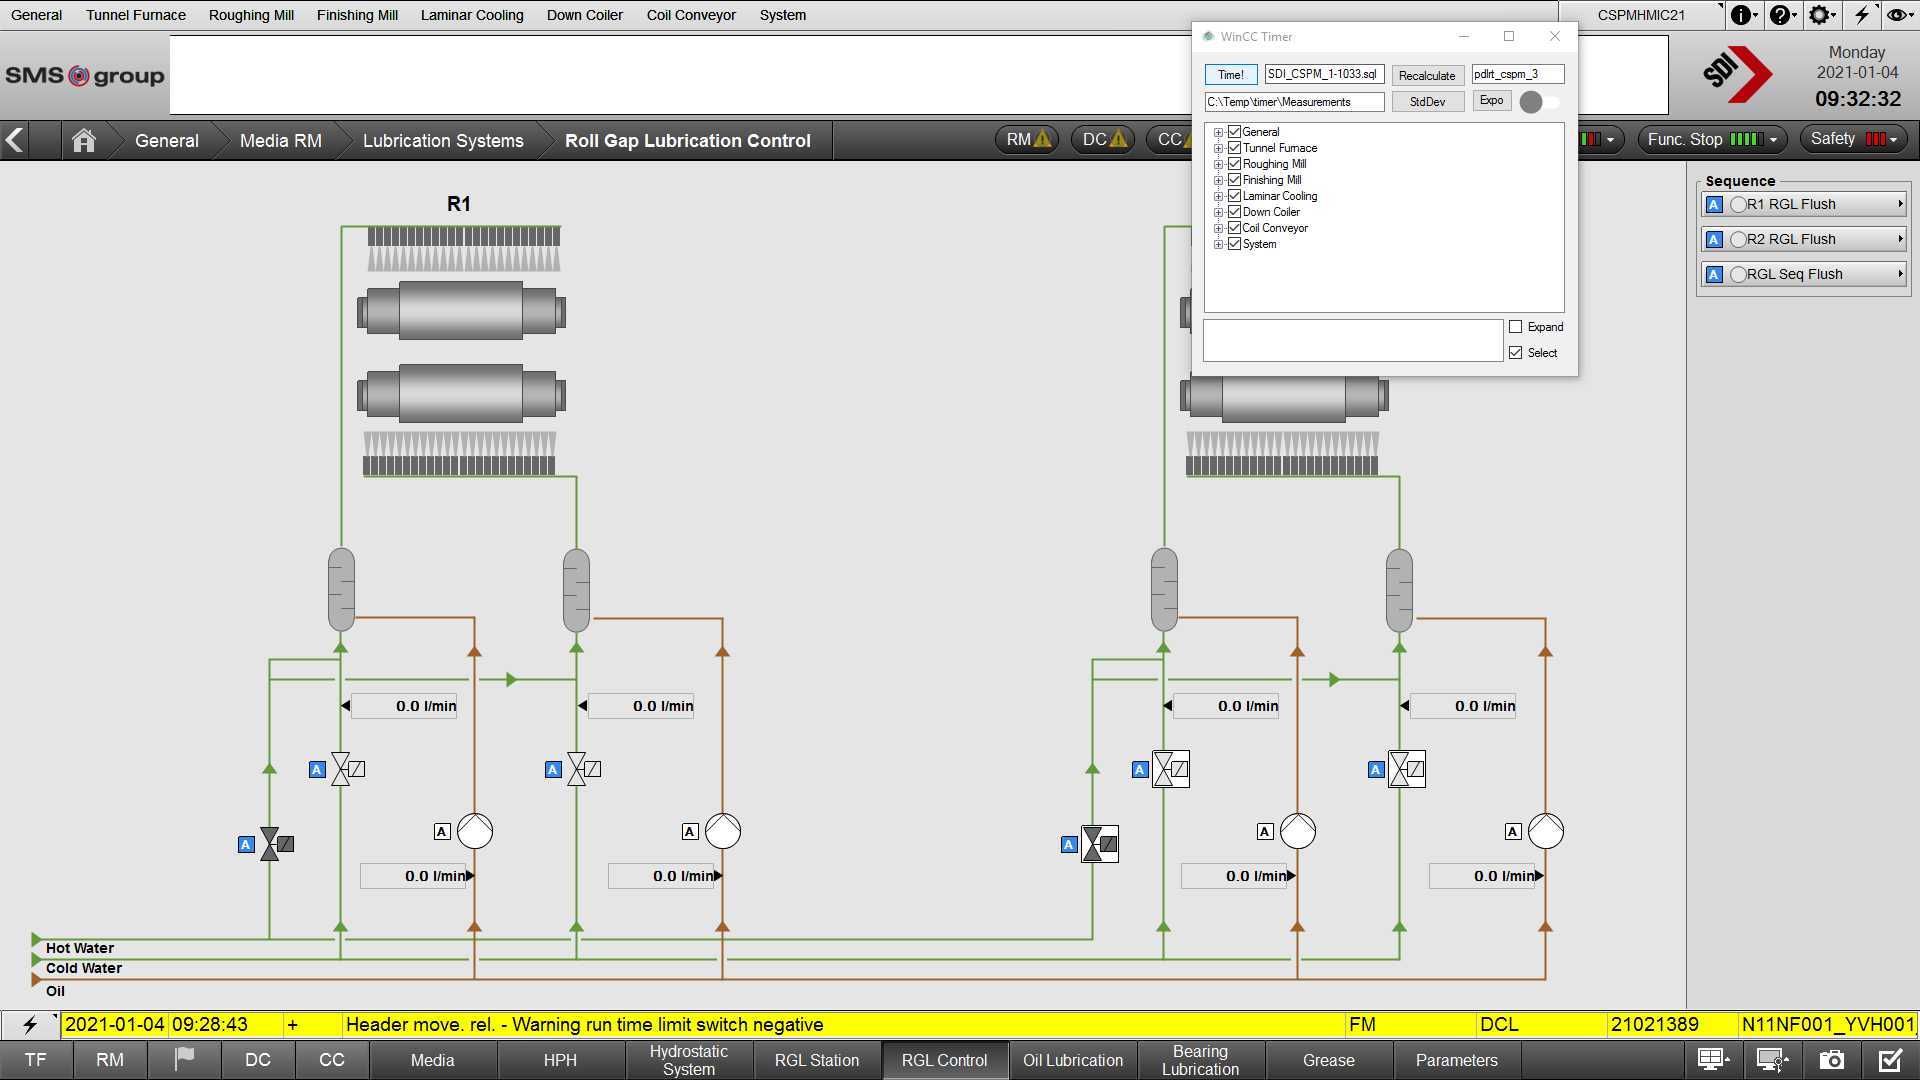 General Tunnel Furnace Roughing Mill Finishing Mill Laminar Cooling Down Coiler Coil Conveyor System CSPMHMIC21
SMS group
WinCC Timer
Time! SDI_CSPM_1-1033.sql Recalculate pdlrt_cspm_3
C:\Temp\timer\Measurements StdDev Expo
General
Tunnel Furnace
Roughing Mill
Finishing Mill
Laminar Cooling
Down Coiler
Coil Conveyor
System
Expand
Select
SDI
Monday
2021-01-04
09:32:32
General Media RM Lubrication Systems Roll Gap Lubrication Control RM DC CC Func. Stop Safety
R1
Sequence
A R1 RGL Flush
A R2 RGL Flush
A RGL Seq Flush
0.0 l/min 0.0 l/min 0.0 l/min 0.0 l/min
A A A A
A A A A
A A
0.0 l/min 0.0 l/min 0.0 l/min 0.0 l/min
Hot Water
Cold Water
Oil
2021-01-04 09:28:43 + Header move. rel. - Warning run time limit switch negative FM DCL 21021389 N11NF001_YVH001
TF RM DC CC Media HPH Hydrostatic System RGL Station RGL Control Oil Lubrication Bearing Lubrication Grease Parameters